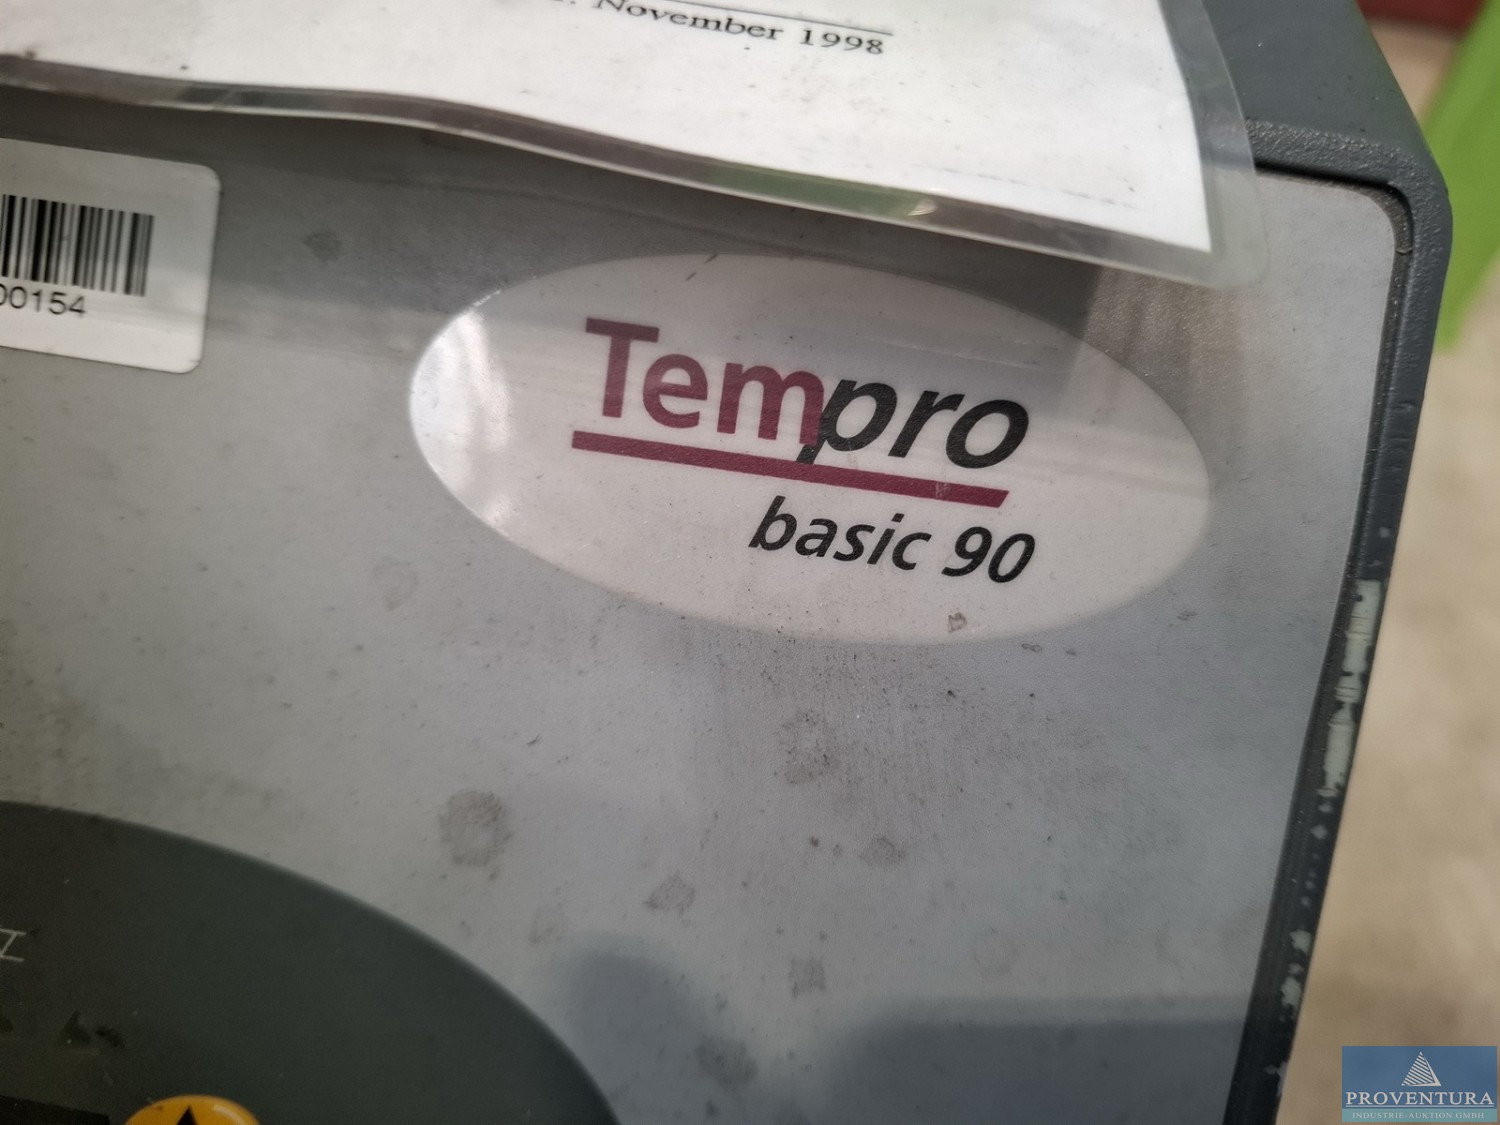 November 1998
00154
Tempro
basic 90
PROVENTURA
INDUSTRIE-AUKTION GMBH